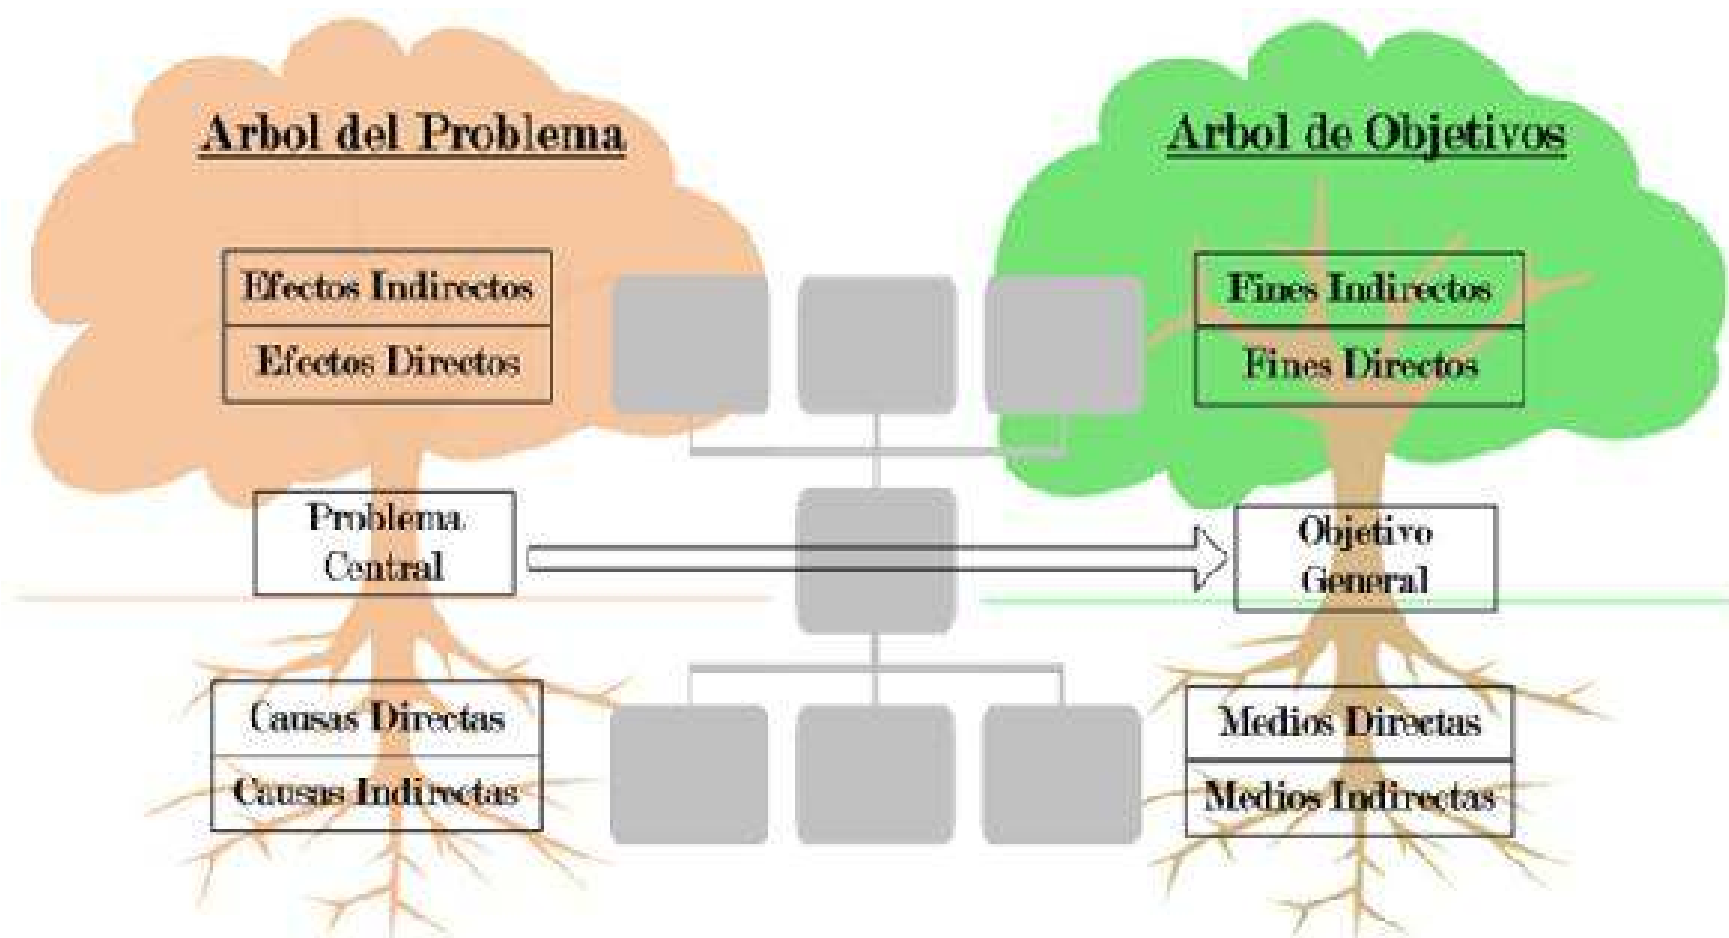 Arbol del Problema
Efectos Indirectos
Efectos Directos
Problema
Central
Causas Directas
Causas Indirectas
Arbol de Objetivos
Fines Indirectos
Fines Directos
Objetivo
General
Medios Directas
Medios Indirectas